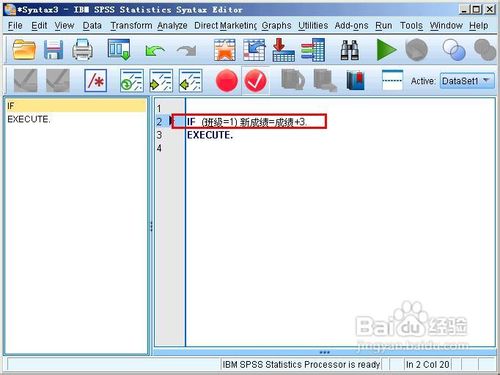 *Syntax3 - IBM SPSS Statistics Syntax Editor
File Edit View Data Transform Analyze Direct Marketing Graphs Utilities Add-ons Run Tools Window Help
Active: DataSet1
IF
EXECUTE.
1
2 IF (班级=1) 新成绩=成绩+3.
3 EXECUTE.
4
Baidu 经验
jingyan.baidu.com
IBM SPSS Statistics Processor is ready
In 2 Col 20